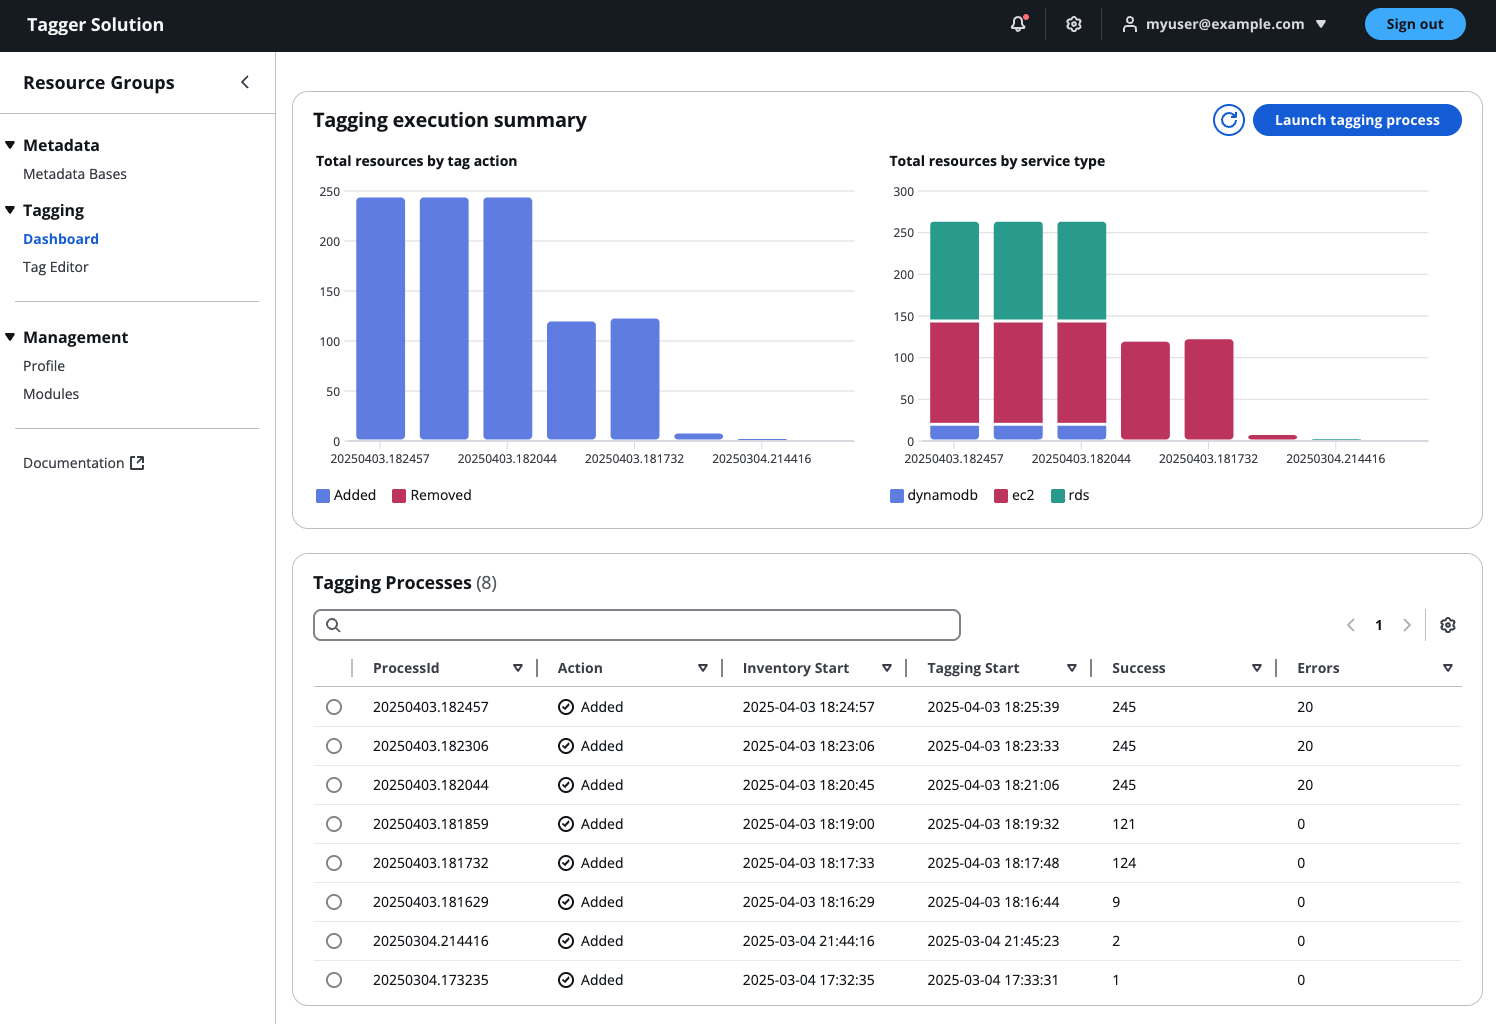 Tagger Solution
myuser@example.com
Sign out
Resource Groups
Metadata
Metadata Bases
Tagging
Dashboard
Tag Editor
Management
Profile
Modules
Documentation
Tagging execution summary
Launch tagging process
Total resources by tag action
250
200
150
100
50
0
20250403.182457 20250403.182044 20250403.181732 20250304.214416
Added Removed
Total resources by service type
300
250
200
150
100
50
0
20250403.182457 20250403.182044 20250403.181732 20250304.214416
dynamodb ec2 rds
Tagging Processes (8)
1
ProcessId Action Inventory Start Tagging Start Success Errors
20250403.182457 Added 2025-04-03 18:24:57 2025-04-03 18:25:39 245 20
20250403.182306 Added 2025-04-03 18:23:06 2025-04-03 18:23:33 245 20
20250403.182044 Added 2025-04-03 18:20:45 2025-04-03 18:21:06 245 20
20250403.181859 Added 2025-04-03 18:19:00 2025-04-03 18:19:32 121 0
20250403.181732 Added 2025-04-03 18:17:33 2025-04-03 18:17:48 124 0
20250403.181629 Added 2025-04-03 18:16:29 2025-04-03 18:16:44 9 0
20250304.214416 Added 2025-03-04 21:44:16 2025-03-04 21:45:23 2 0
20250304.173235 Added 2025-03-04 17:32:35 2025-03-04 17:33:31 1 0